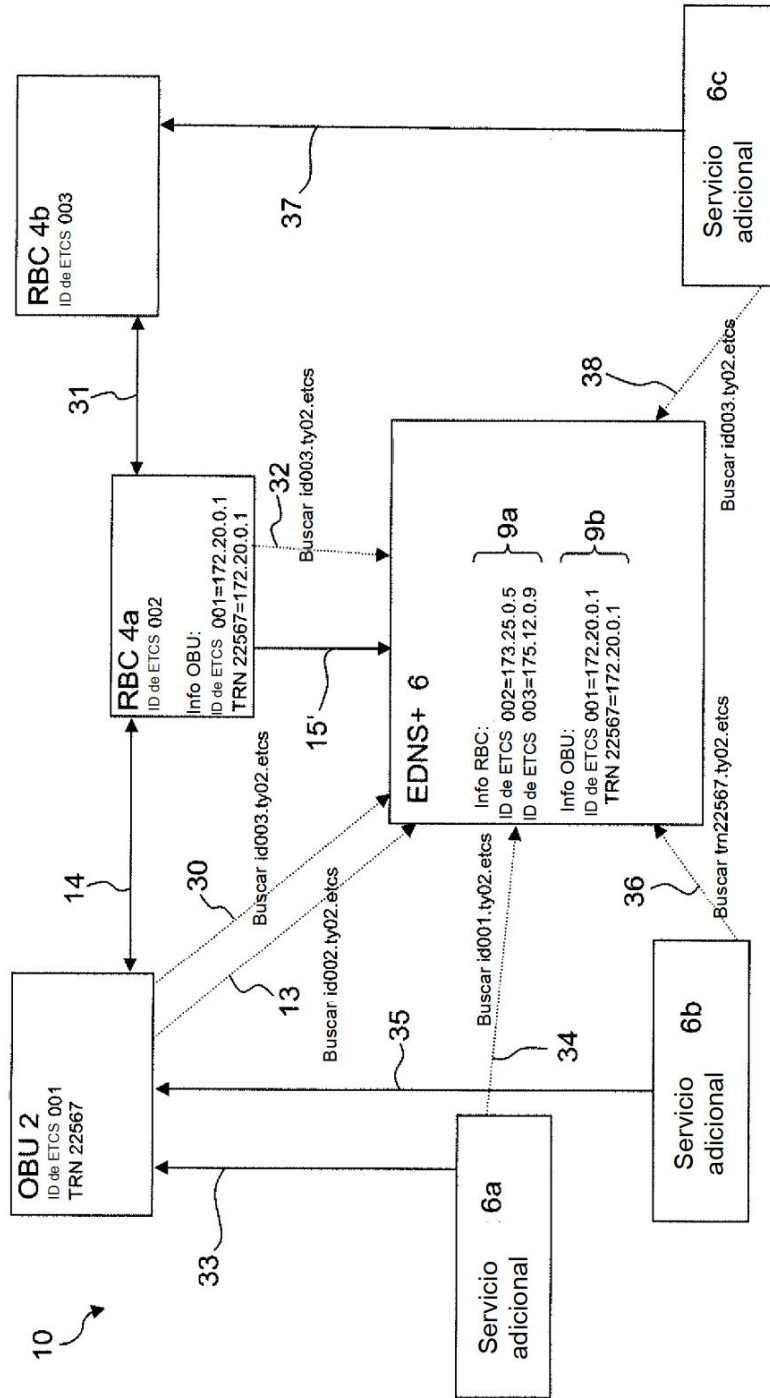 10
OBU 2
ID de ETCS 001
TRN 22567
14
RBC 4a
ID de ETCS 002
Info OBU:
ID de ETCS 001=172.20.0.1
TRN 22567=172.20.0.1
31
RBC 4b
ID de ETCS 003
33
35
13
Buscar id002.ty02.etcs
30
Buscar id003.ty02.etcs
15'
32
Buscar id003.ty02.etcs
37
EDNS+ 6
Info RBC:
ID de ETCS 002=173.25.0.5
ID de ETCS 003=175.12.0.9
9a
Info OBU:
ID de ETCS 001=172.20.0.1
TRN 22567=172.20.0.1
9b
34
Buscar id001.ty02.etcs
36
Buscar trn22567.ty02.etcs
38
Buscar id003.ty02.etcs
6a
Servicio
adicional
6b
Servicio
adicional
6c
Servicio
adicional